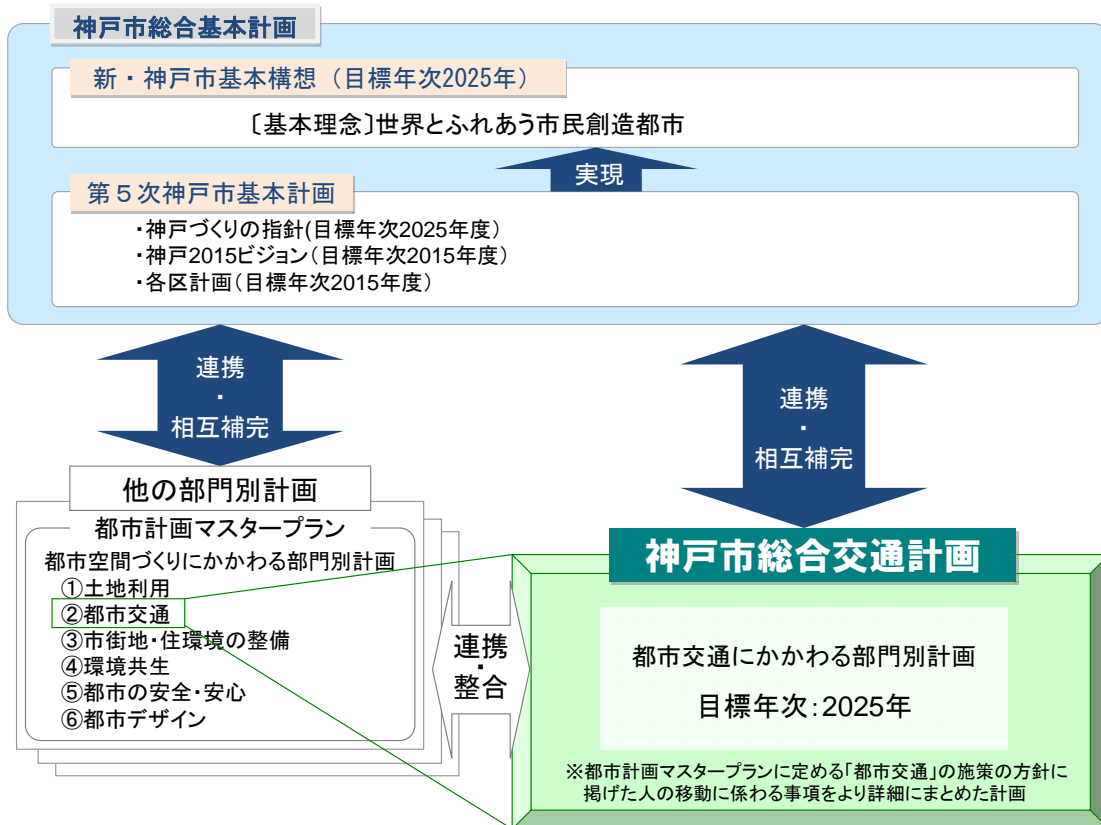 神戸市総合基本計画
新・神戸市基本構想（目標年次2025年）
〔基本理念〕世界とふれあう市民創造都市
実現
第５次神戸市基本計画
・神戸づくりの指針(目標年次2025年度）
・神戸2015ビジョン（目標年次2015年度）
・各区計画（目標年次2015年度）
連携
・
相互補完
連携
・
相互補完
他の部門別計画
都市計画マスタープラン
都市空間づくりにかかわる部門別計画
①土地利用
②都市交通
③市街地・住環境の整備
④環境共生
⑤都市の安全・安心
⑥都市デザイン
連携
・
整合
神戸市総合交通計画
都市交通にかかわる部門別計画
目標年次：2025年
※都市計画マスタープランに定める「都市交通」の施策の方針に
掲げた人の移動に係わる事項をより詳細にまとめた計画